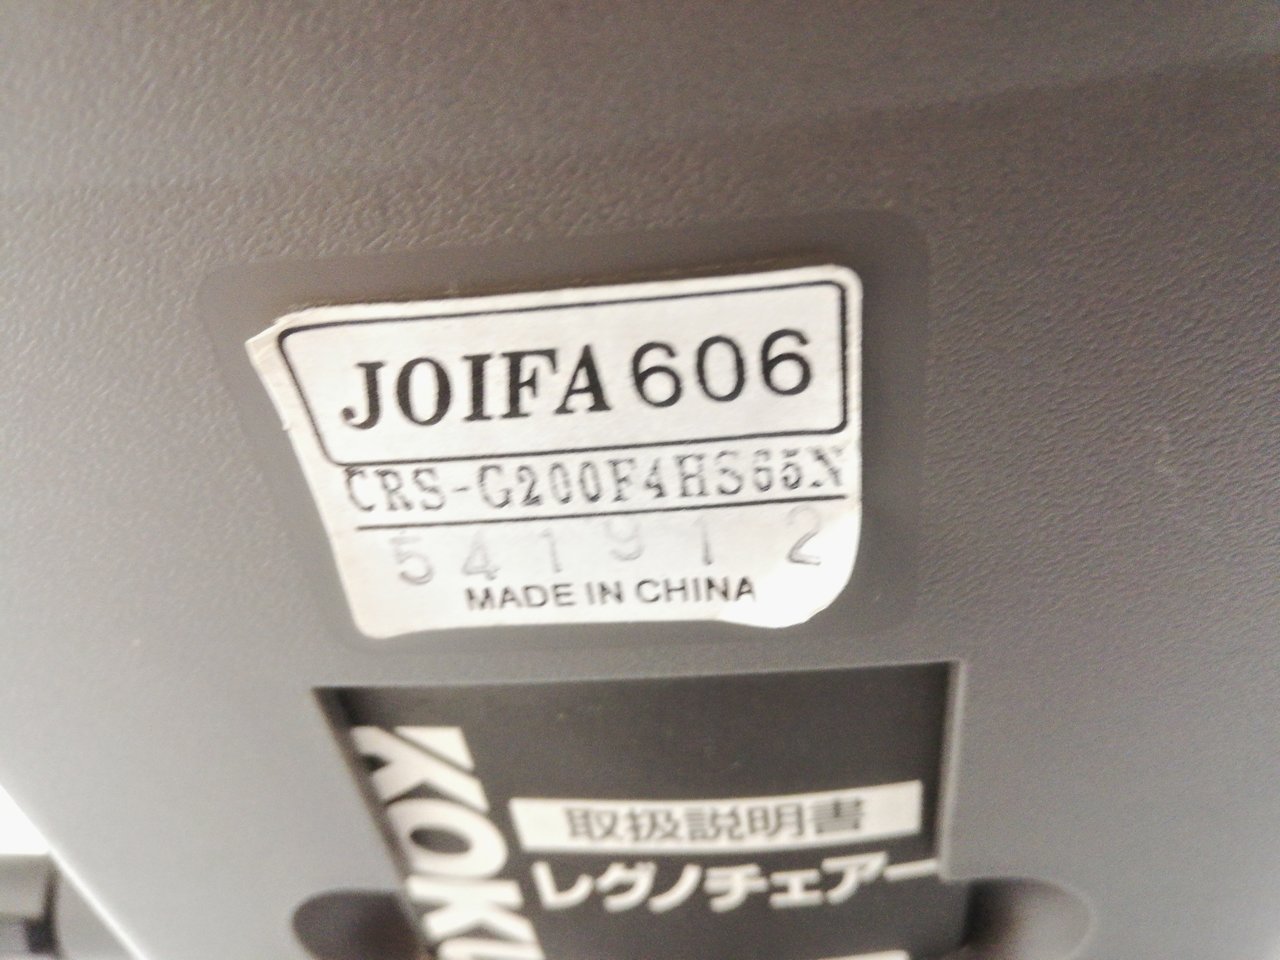 JOIFA606
CRS-G200F4HS65N
541912
MADE IN CHINA
KOKU
取扱説明書
レグノチェアー